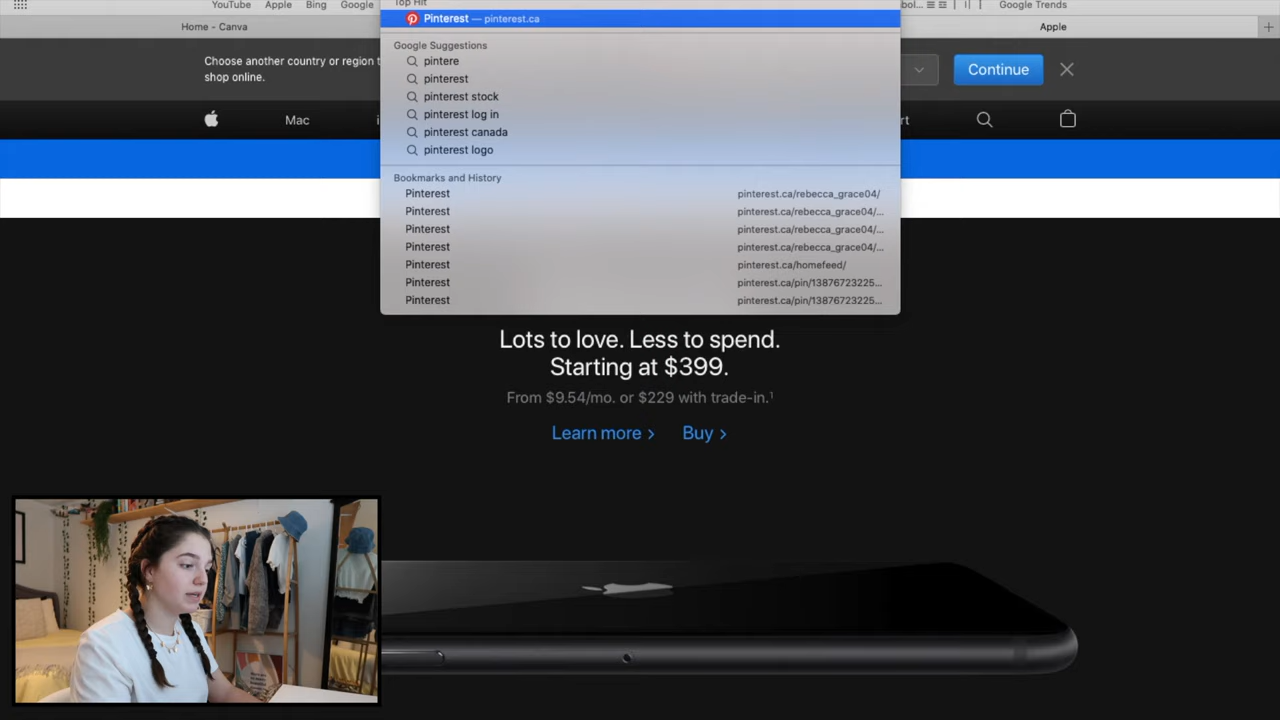 YouTube Apple Bing Google
Google Trends
Top Hit
Pinterest — pinterest.ca
Home - Canva
Apple
Google Suggestions
pintere
pinterest
pinterest stock
pinterest log in
pinterest canada
pinterest logo
Choose another country or region t
shop online.
Continue
Mac
rt
Bookmarks and History
Pinterest pinterest.ca/rebecca_grace04/
Pinterest pinterest.ca/rebecca_grace04/...
Pinterest pinterest.ca/rebecca_grace04/...
Pinterest pinterest.ca/rebecca_grace04/...
Pinterest pinterest.ca/homefeed/
Pinterest pinterest.ca/pin/13876723225...
Pinterest pinterest.ca/pin/13876723225...
Lots to love. Less to spend.
Starting at $399.
From $9.54/mo. or $229 with trade-in.¹
Learn more > Buy >